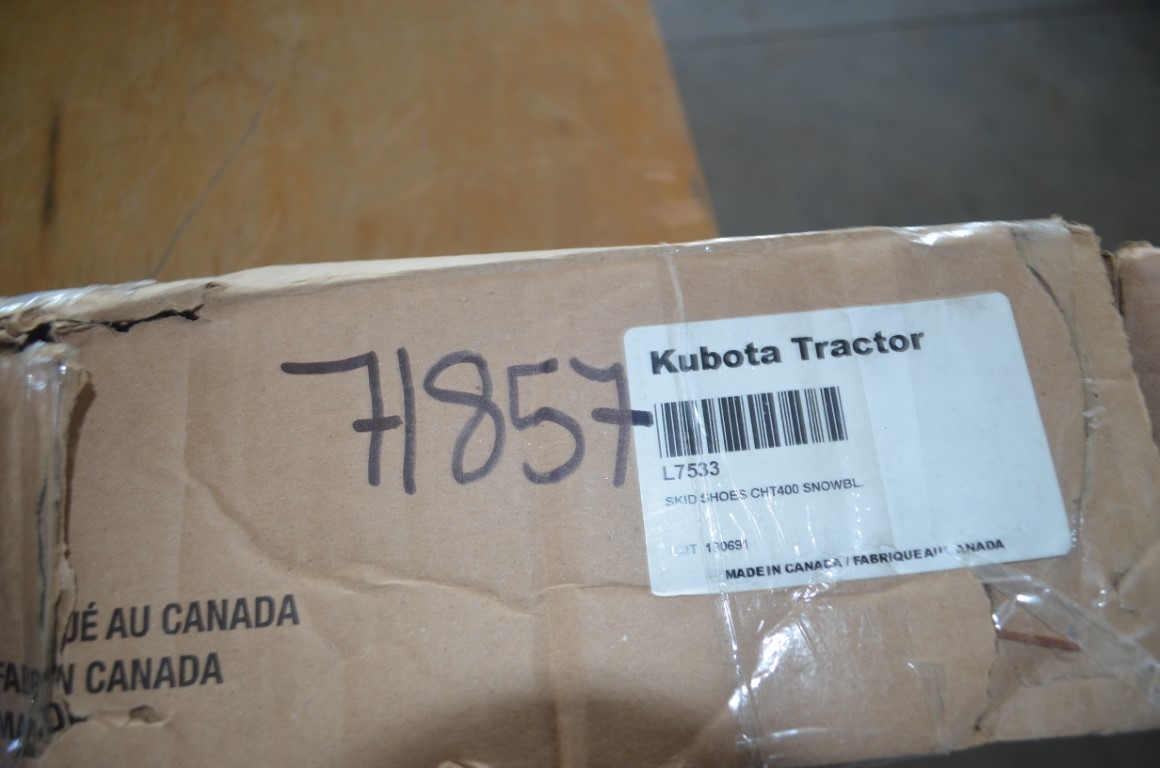 71857
Kubota Tractor
L7533
SKID SHOES CHT400 SNOWBL.
LOT 130691
MADE IN CANADA / FABRIQUE AU CANADA
AU CANADA
CANADA